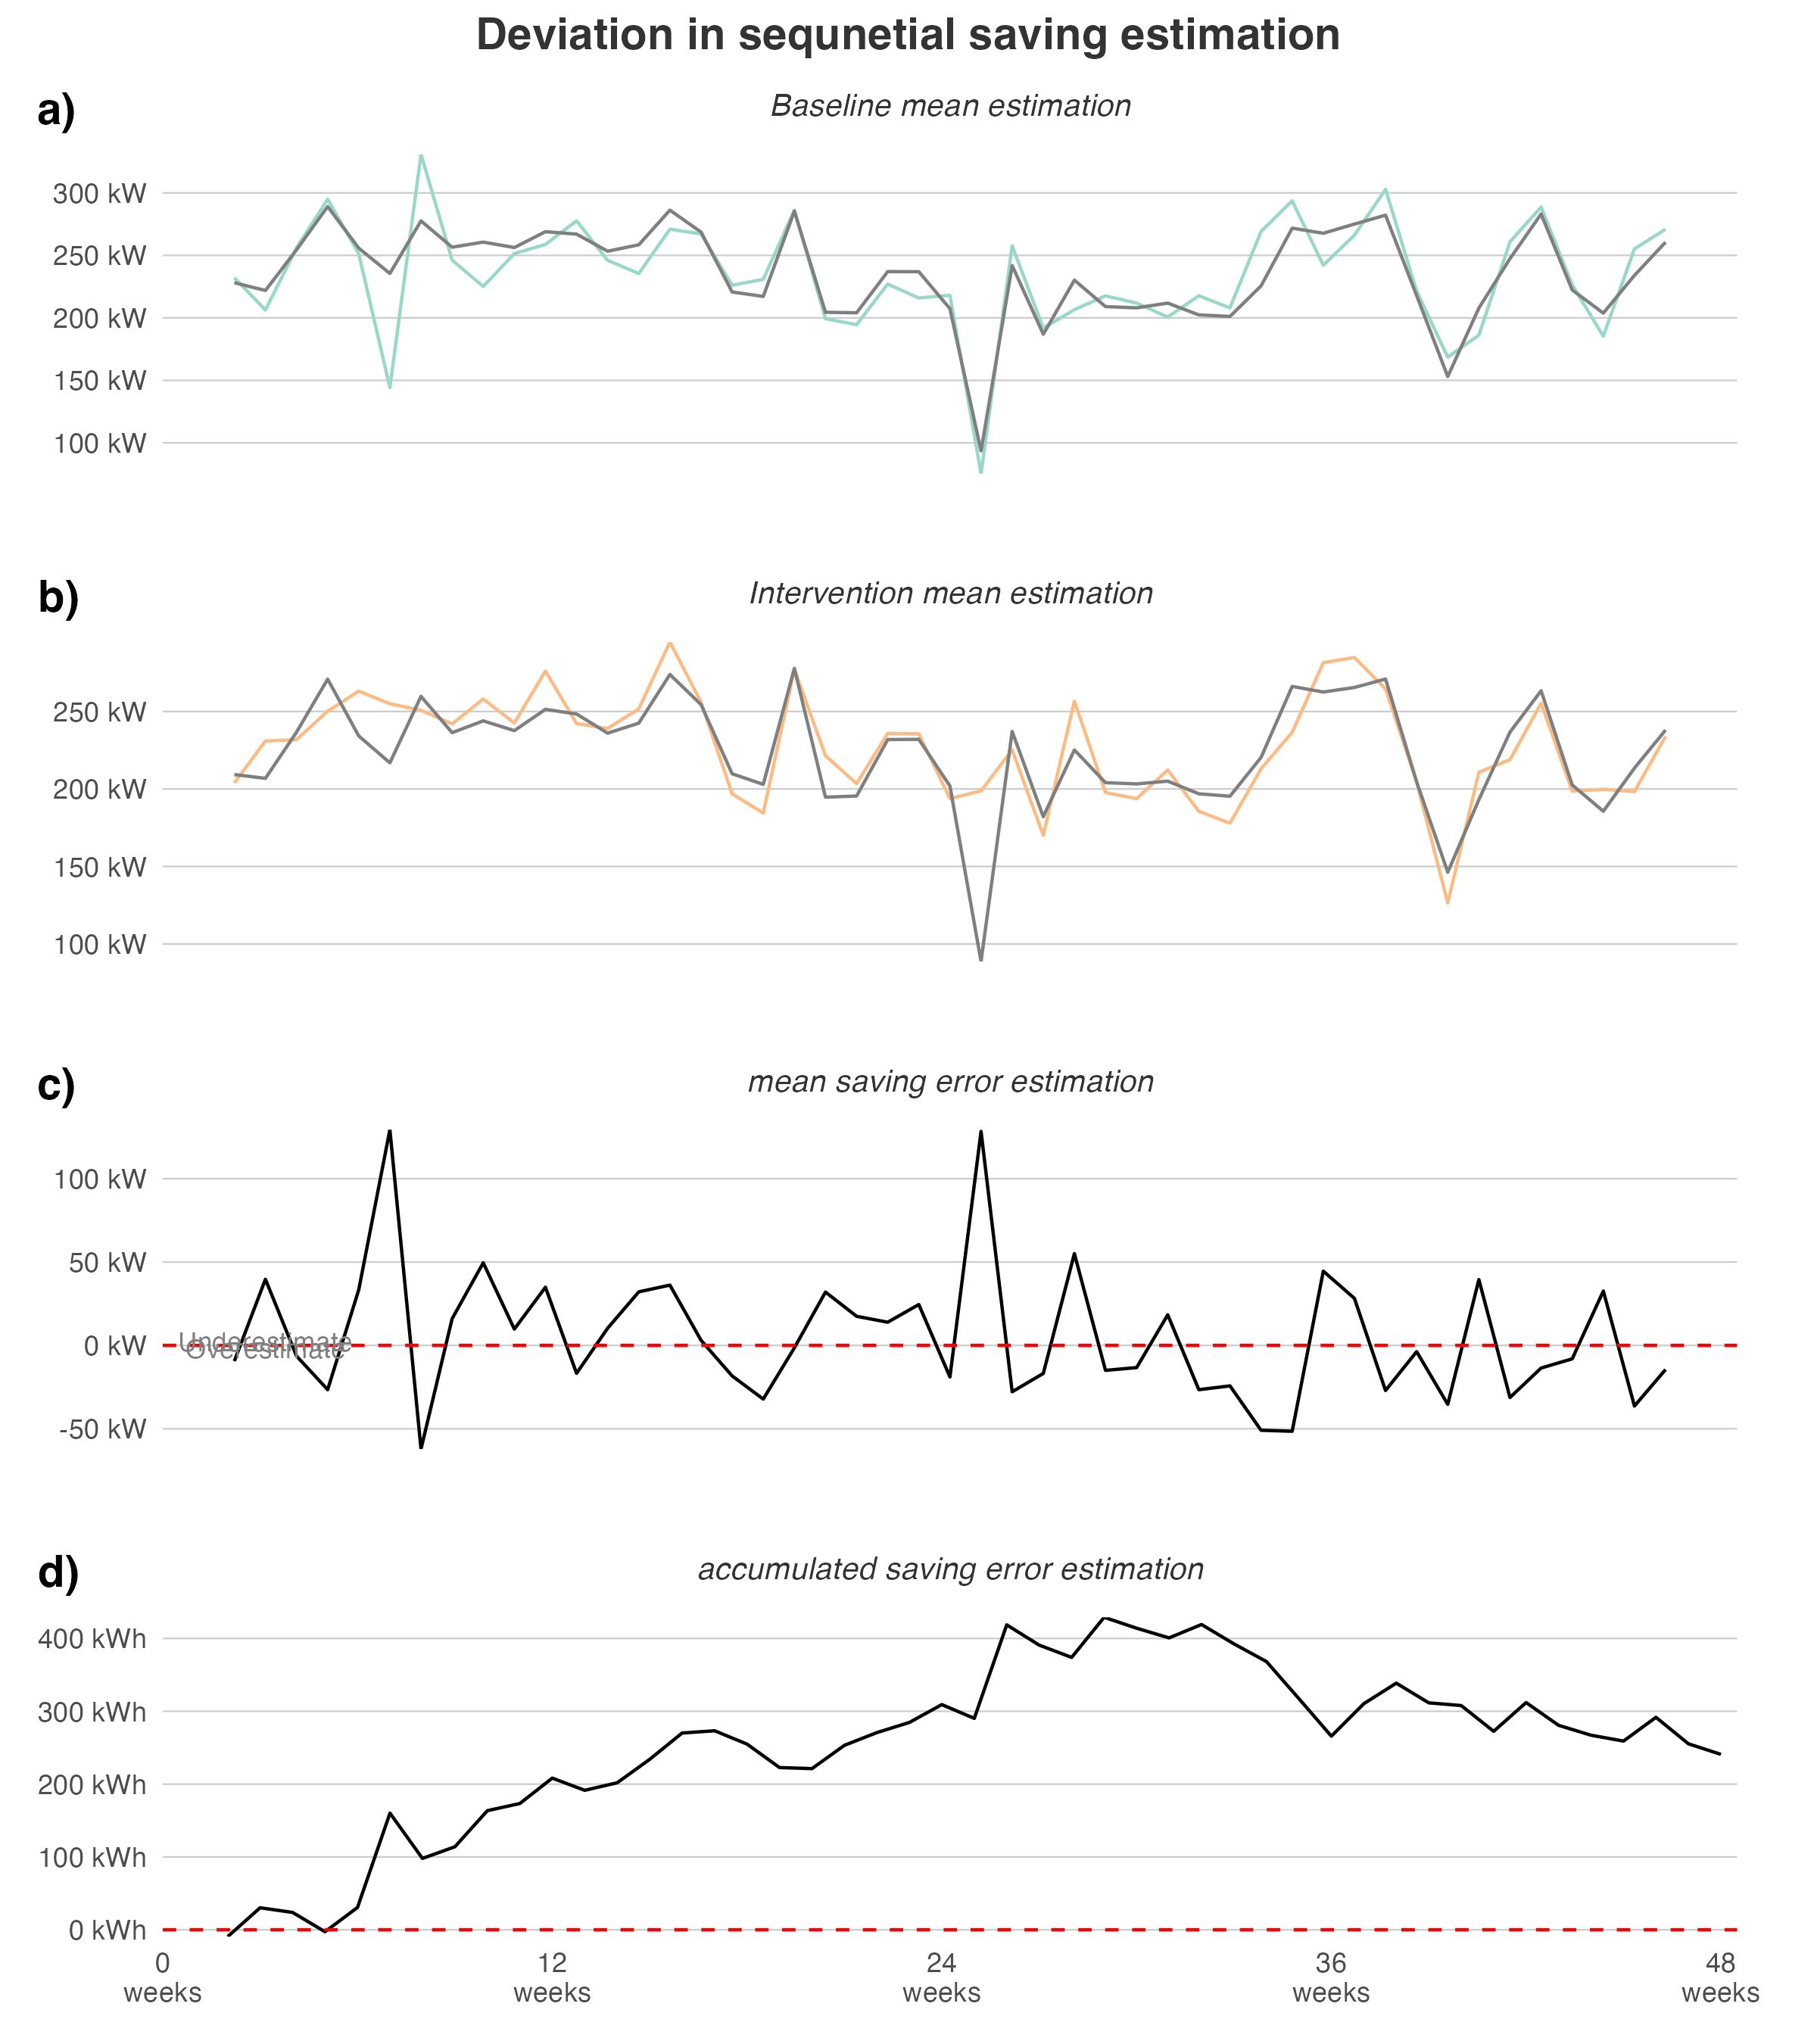 Deviation in sequnetial saving estimation
a)
Baseline mean estimation
300 kW
250 kW
200 kW
150 kW
100 kW
b)
Intervention mean estimation
250 kW
200 kW
150 kW
100 kW
c)
mean saving error estimation
100 kW
50 kW
0 kW
-50 kW
Underestimate
Overestimate
d)
accumulated saving error estimation
400 kWh
300 kWh
200 kWh
100 kWh
0 kWh
0 12 24 36 48
weeks weeks weeks weeks weeks